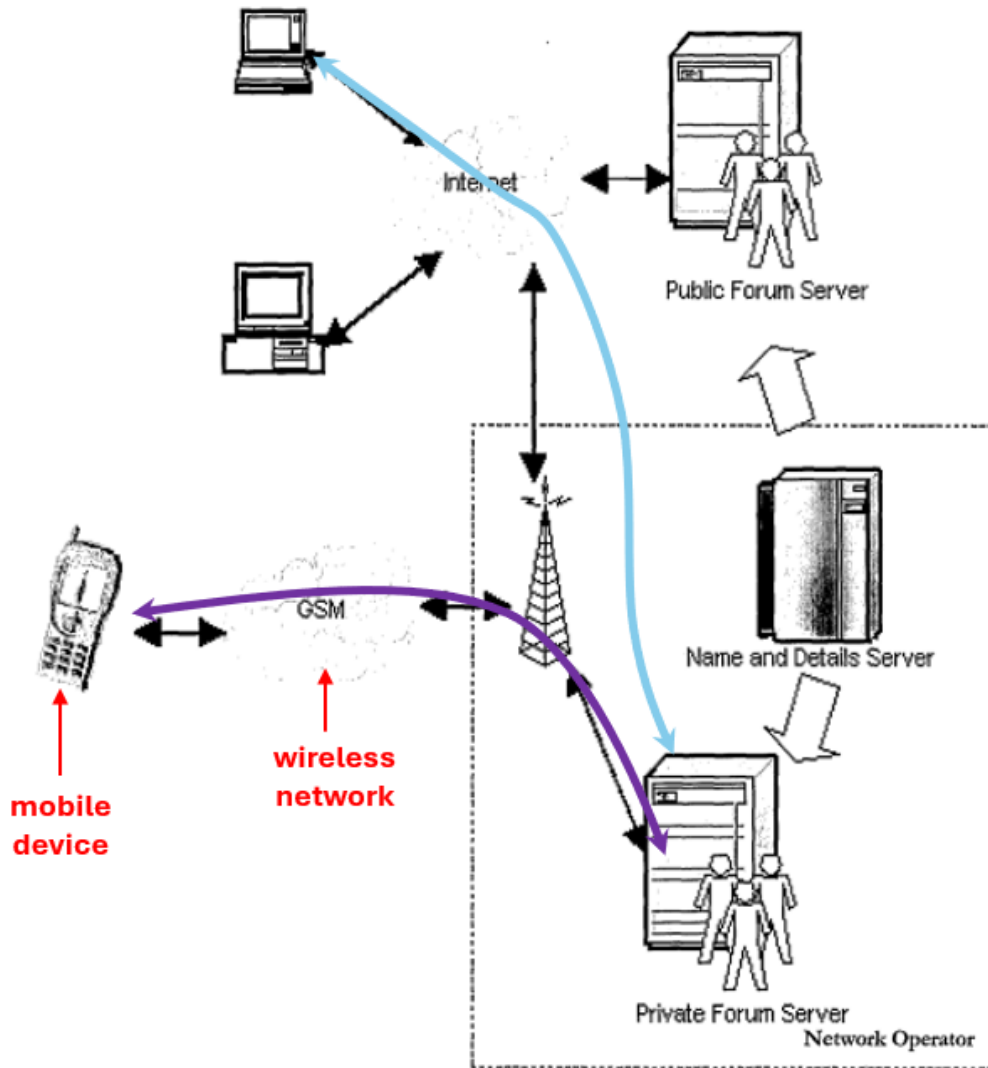 Internet
Public Forum Server
GSM
Name and Details Server
wireless
network
mobile
device
Private Forum Server
Network Operator